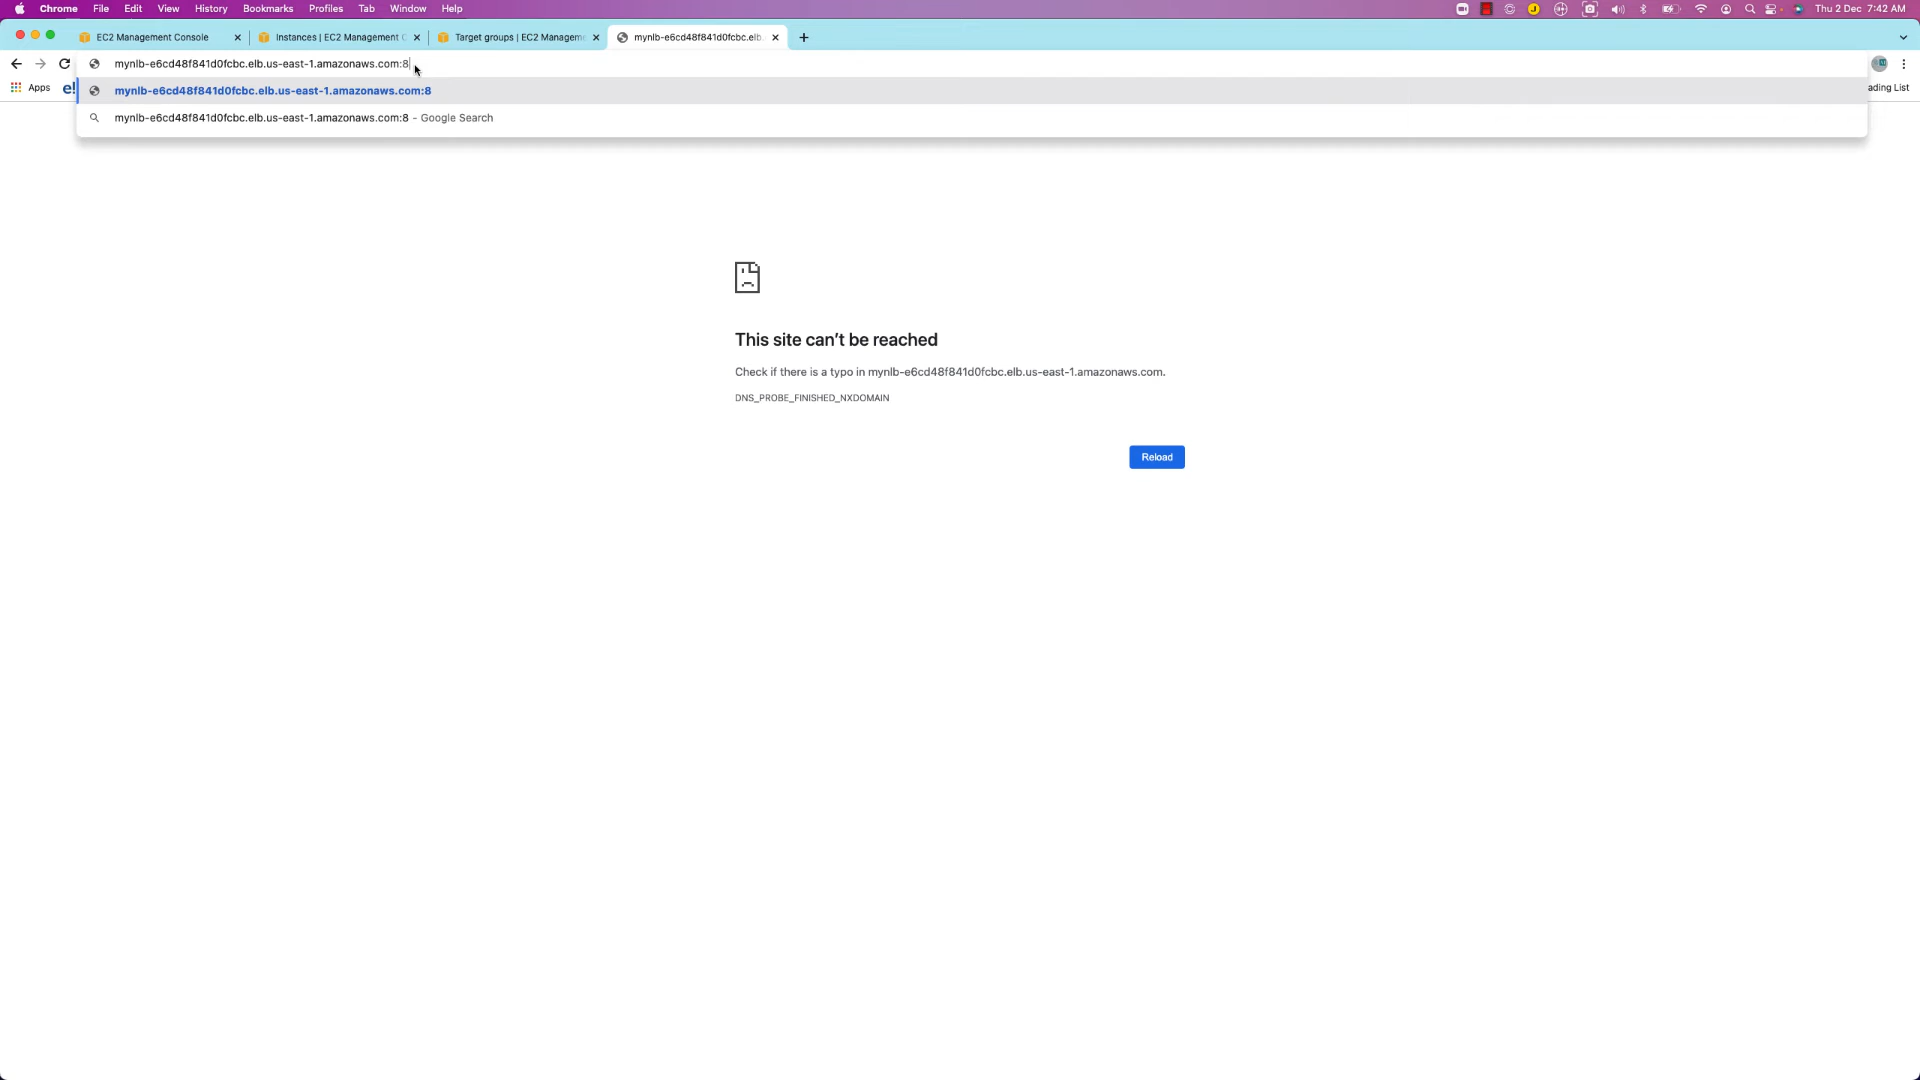 Chrome File Edit View History Bookmarks Profiles Tab Window Help Thu 2 Dec 7:42 AM
EC2 Management Console Instances | EC2 Management C Target groups | EC2 Manageme mynlb-e6cd48f841d0fcbc.elb.
mynlb-e6cd48f841d0fcbc.elb.us-east-1.amazonaws.com:8
Apps e! ading List
mynlb-e6cd48f841d0fcbc.elb.us-east-1.amazonaws.com:8
mynlb-e6cd48f841d0fcbc.elb.us-east-1.amazonaws.com:8 - Google Search
This site can't be reached
Check if there is a typo in mynlb-e6cd48f841d0fcbc.elb.us-east-1.amazonaws.com.
DNS_PROBE_FINISHED_NXDOMAIN
Reload